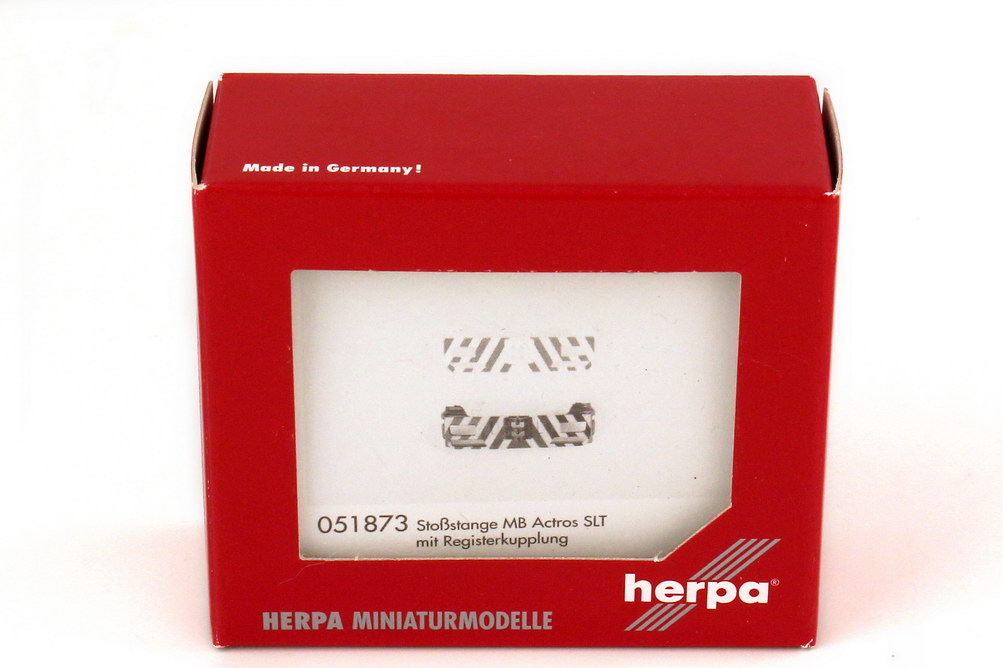 Made in Germany!
051873 Stoßstange MB Actros SLT
mit Registerkupplung
herpa®
HERPA MINIATURMODELLE